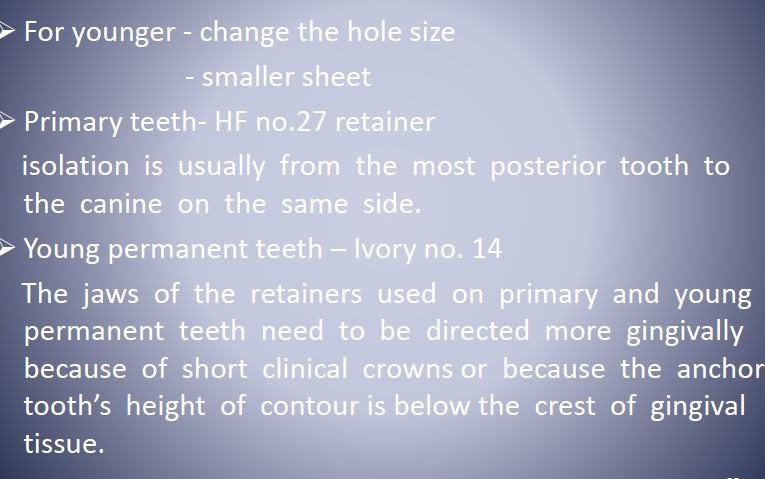 ➢ For younger - change the hole size
- smaller sheet
➢ Primary teeth- HF no.27 retainer
isolation is usually from the most posterior tooth to
the canine on the same side.
➢ Young permanent teeth – Ivory no. 14
The jaws of the retainers used on primary and young
permanent teeth need to be directed more gingivally
because of short clinical crowns or because the anchor
tooth’s height of contour is below the crest of gingival
tissue.